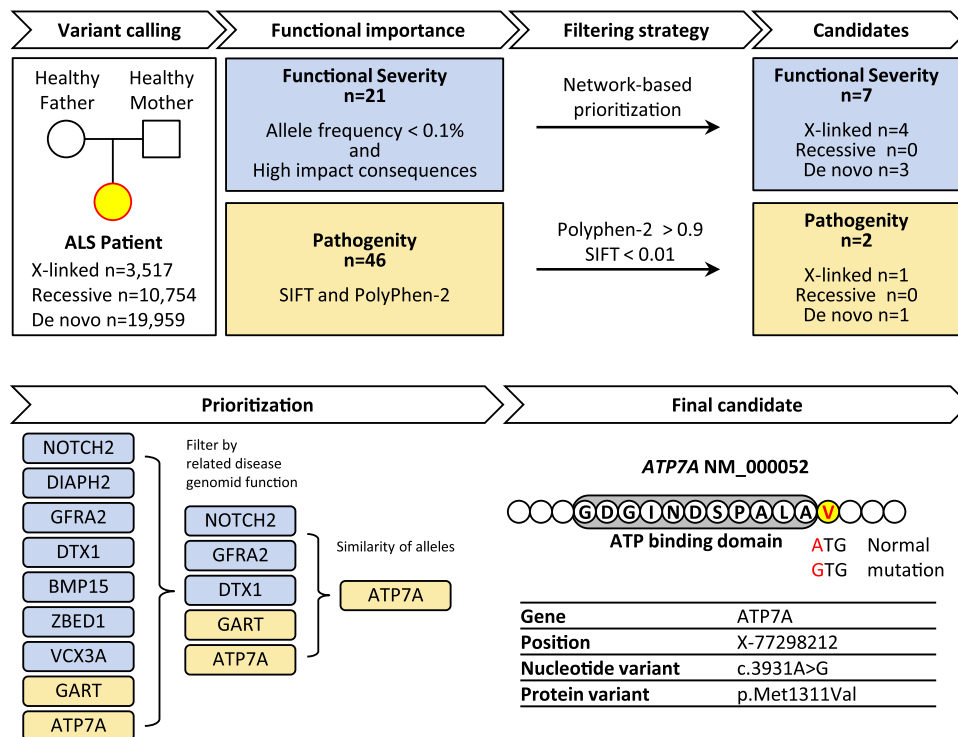 Variant calling
Functional importance
Filtering strategy
Candidates
Healthy
Father
Healthy
Mother
ALS Patient
X-linked n=3,517
Recessive n=10,754
De novo n=19,959
Functional Severity
n=21
Allele frequency < 0.1%
and
High impact consequences
Network-based
prioritization
Functional Severity
n=7
X-linked n=4
Recessive n=0
De novo n=3
Pathogenity
n=46
SIFT and PolyPhen-2
Polyphen-2 > 0.9
SIFT < 0.01
Pathogenity
n=2
X-linked n=1
Recessive n=0
De novo n=1
Prioritization
NOTCH2
DIAPH2
GFRA2
DTX1
BMP15
ZBED1
VCX3A
GART
ATP7A
Filter by
related disease
genomid function
NOTCH2
GFRA2
DTX1
GART
ATP7A
Similarity of alleles
ATP7A
Final candidate
ATP7A NM_000052
GDGINDSPALAV
ATP binding domain
ATG Normal
GTG mutation
Gene ATP7A
Position X-77298212
Nucleotide variant c.3931A>G
Protein variant p.Met1311Val